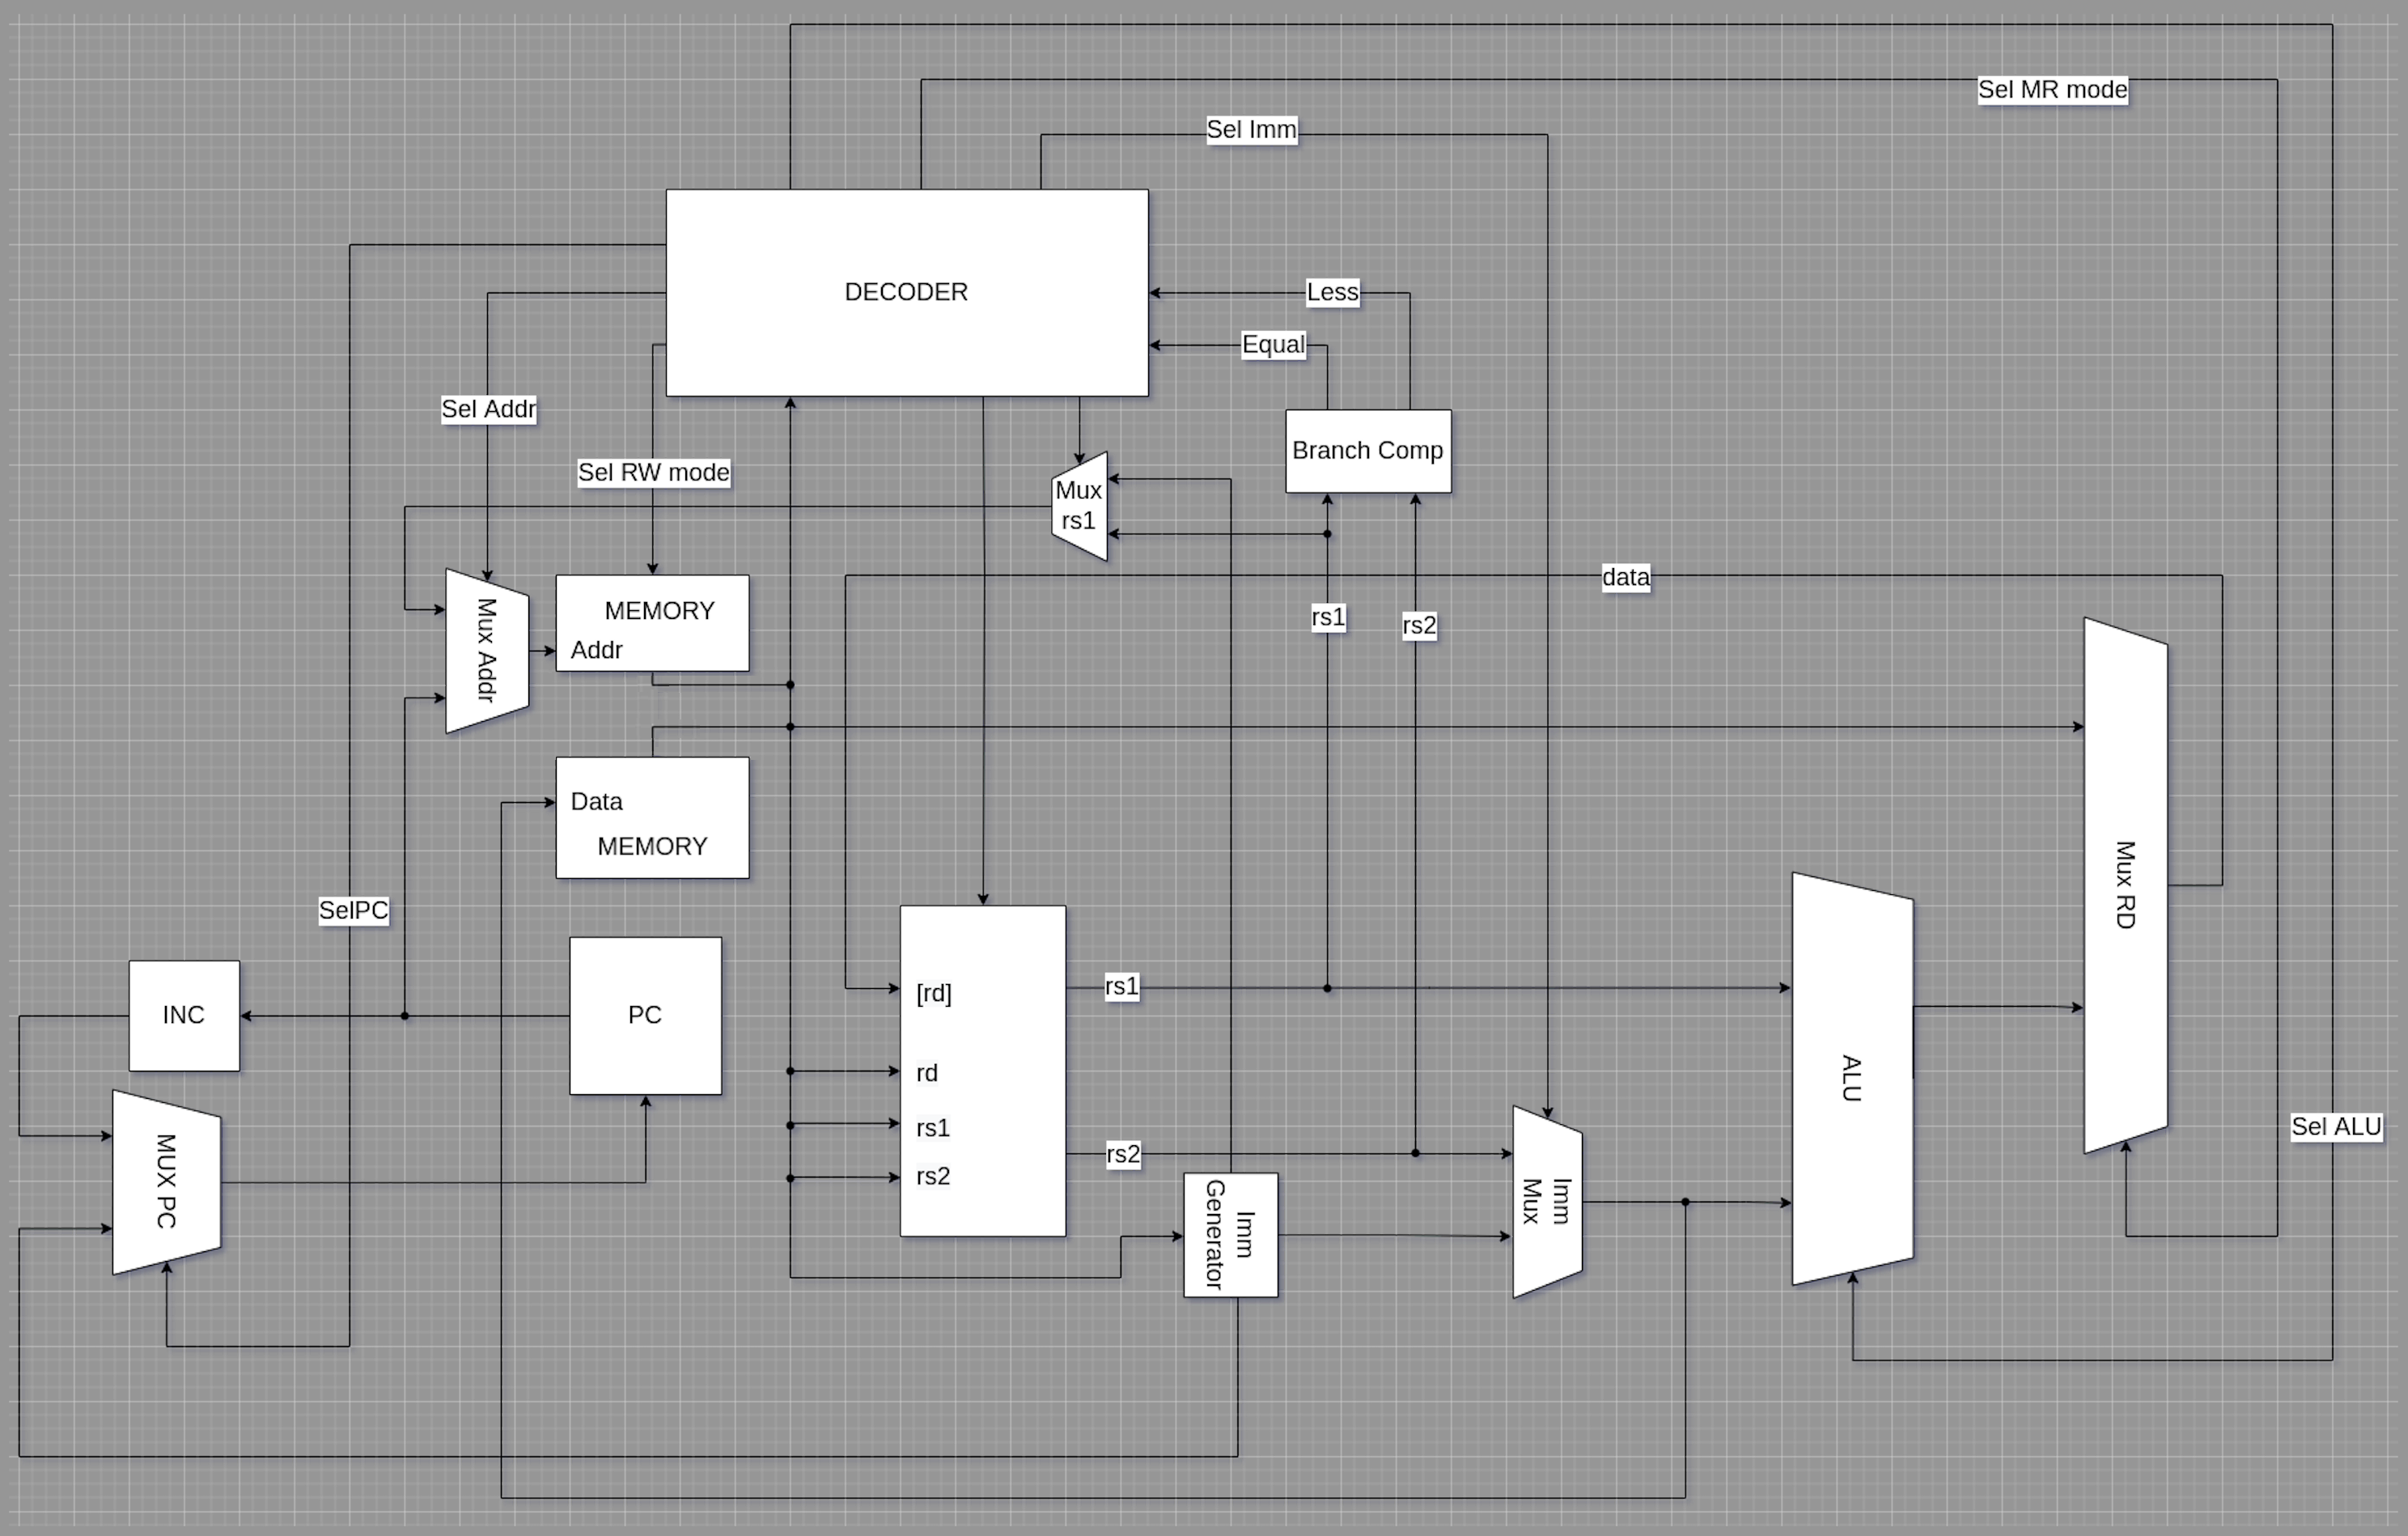 Sel MR mode
Sel Imm
DECODER
Less
Equal
Sel Addr
Branch Comp
Sel RW mode
Mux
rs1
data
MEMORY
Addr
Mux Addr
rs1
rs2
Data
MEMORY
Mux RD
SelPC
rs1
[rd]
INC
PC
rd
ALU
rs1
Sel ALU
rs2
rs2
MUX PC
Imm
Generator
Imm
Mux